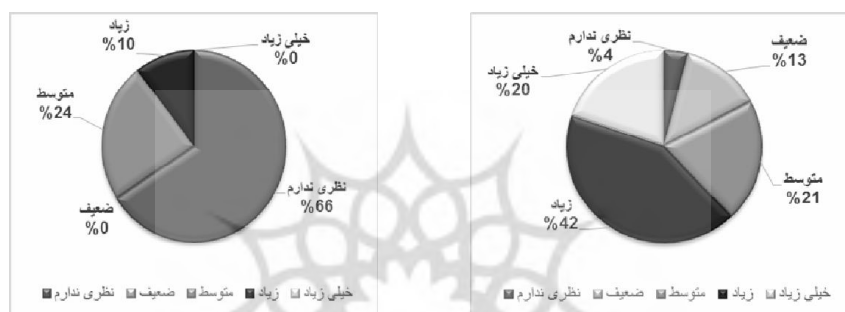 زیاد
%10
خیلی زیاد
%0
متوسط
%24
ضعیف
%0
نظری ندارم
%66
نظری ندارم ضعیف متوسط زیاد خیلی زیاد
نظری ندارم
%4
ضعیف
%13
خیلی زیاد
%20
متوسط
%21
زیاد
%42
نظری ندارم ضعیف متوسط زیاد خیلی زیاد